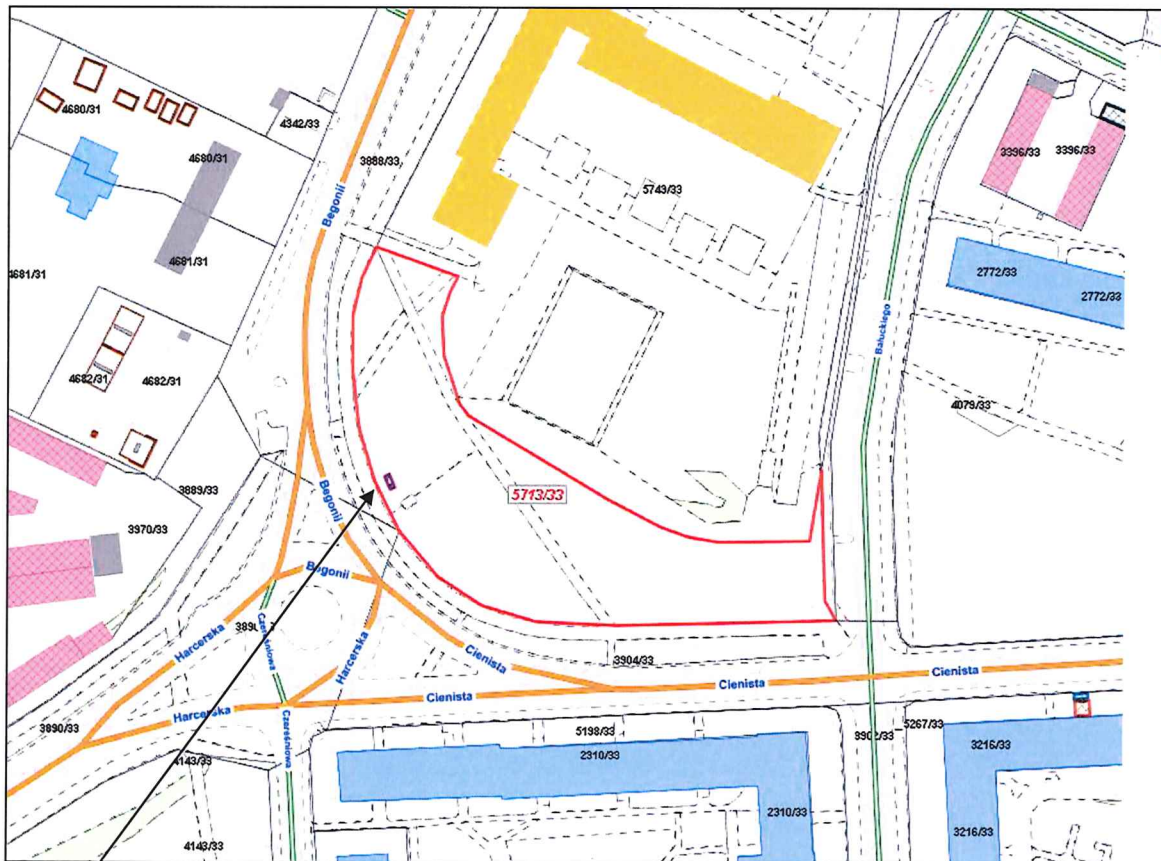 4680/31
4342/33
4680/31
3888/33
Begonii
5743/33
3396/33
3396/33
4681/31
4681/31
2772/33
2772/33
Bałuckiego
4682/31
4682/31
4079/33
3889/33
5713/33
Begonii
3970/33
Begonii
Harcerska
Czereśniowa
Harcerska
Cienista
3904/33
Cienista
Cienista
Cienista
Harcerska
3890/33
Czereśniowa
5198/33
5267/33
4143/33
2310/33
3216/33
2310/33
3216/33
4143/33